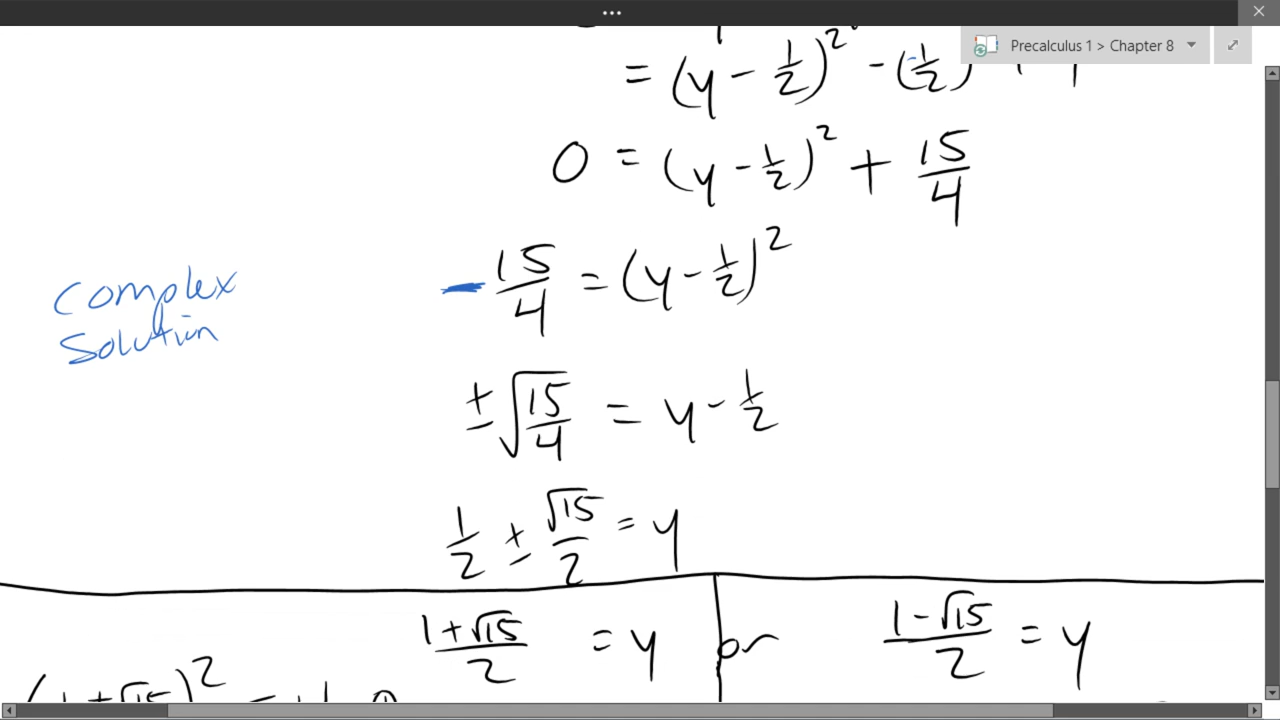 ...
Precalculus 1 > Chapter 8
= (y - 1/2)² - (1/2)
0 = (y - 1/2)² + 15/4
-15/4 = (y - 1/2)²
Complex
Solution
± √(15/4) = y - 1/2
1/2 ± √15/2 = y
(1 + √15)/2 = y or (1 - √15)/2 = y